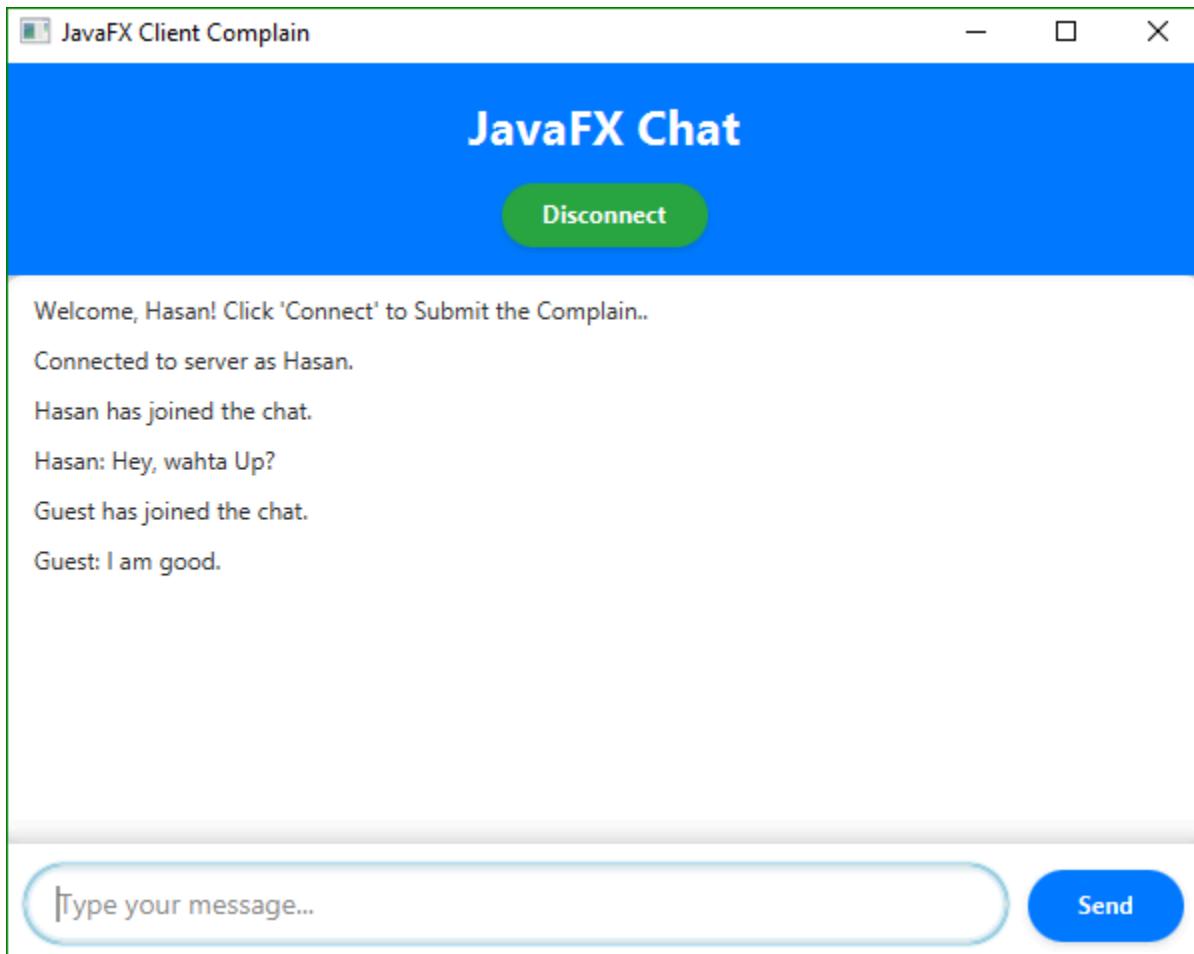 JavaFX Client Complain
JavaFX Chat
Disconnect
Welcome, Hasan! Click 'Connect' to Submit the Complain..
Connected to server as Hasan.
Hasan has joined the chat.
Hasan: Hey, wahta Up?
Guest has joined the chat.
Guest: I am good.
Type your message...
Send